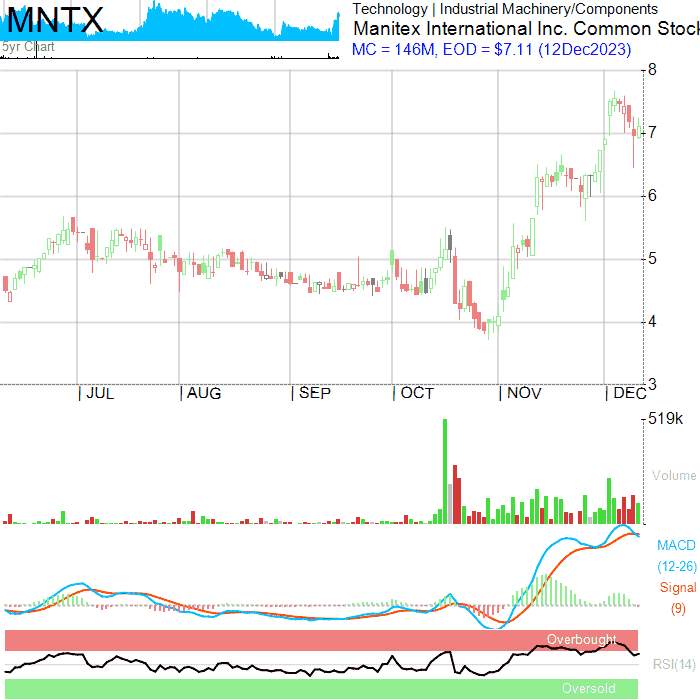 MNTX
5yr Chart
Technology | Industrial Machinery/Components
Manitex International Inc. Common Stoc
MC = 146M, EOD = $7.11 (12Dec2023)
8
7
6
5
4
3
JUL
AUG
SEP
OCT
NOV
DEC
519k
Volume
MACD
(12-26)
Signal
(9)
Overbought
RSI(14)
Oversold